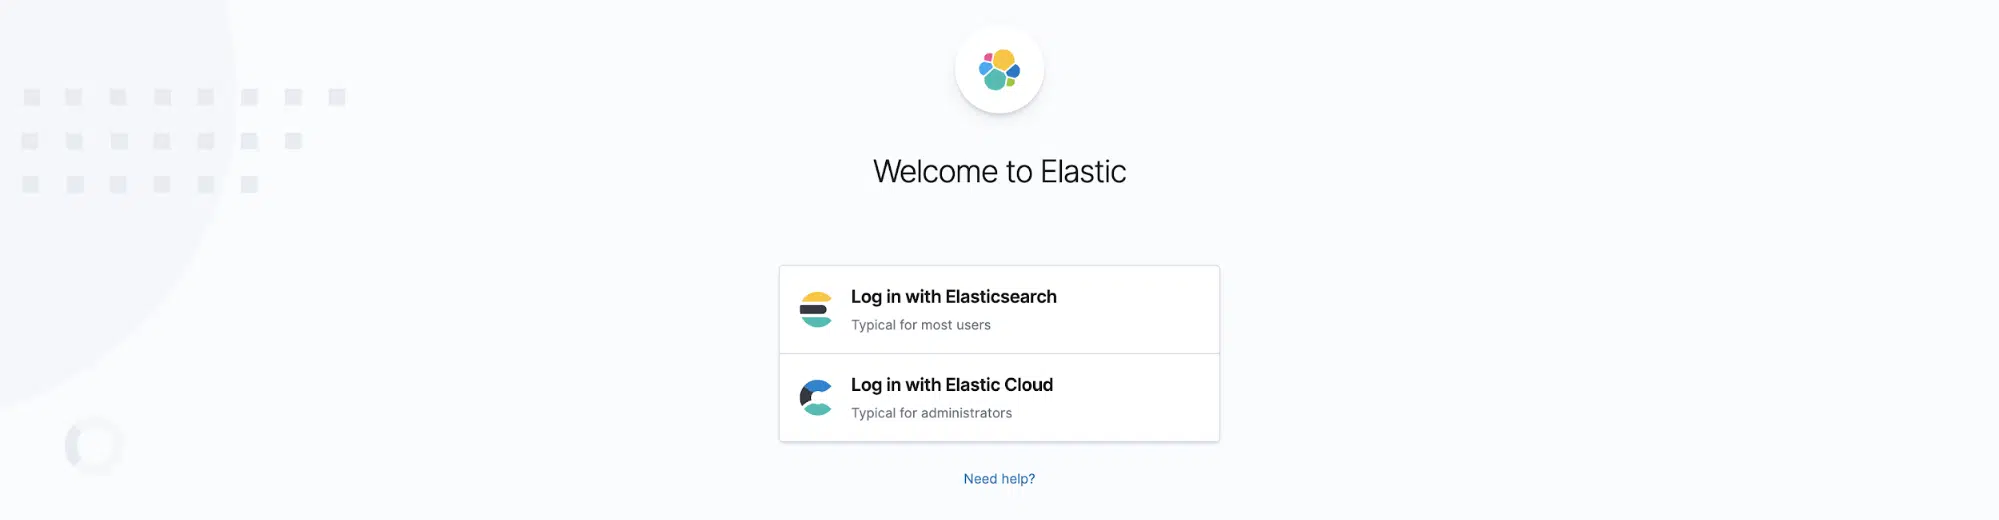 Welcome to Elastic
Log in with Elasticsearch
Typical for most users
Log in with Elastic Cloud
Typical for administrators
Need help?